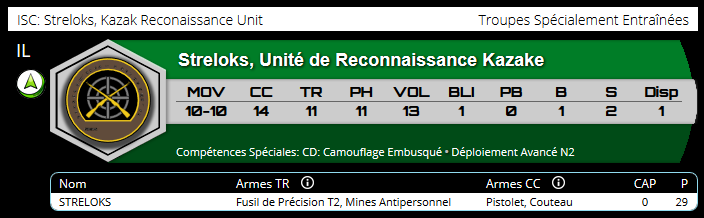 ISC: Streloks, Kazak Reconaissance Unit Troupes Spécialement Entraînées
IL
Streloks, Unité de Reconnaissance Kazake
MOV CC TR PH VOL BLI PB B S Disp
10-10 14 11 11 13 1 0 1 2 1
Compétences Spéciales: CD: Camouflage Embusqué • Déploiement Avancé N2
Nom Armes TR Armes CC CAP P
STRELOKS Fusil de Précision T2, Mines Antipersonnel Pistolet, Couteau 0 29